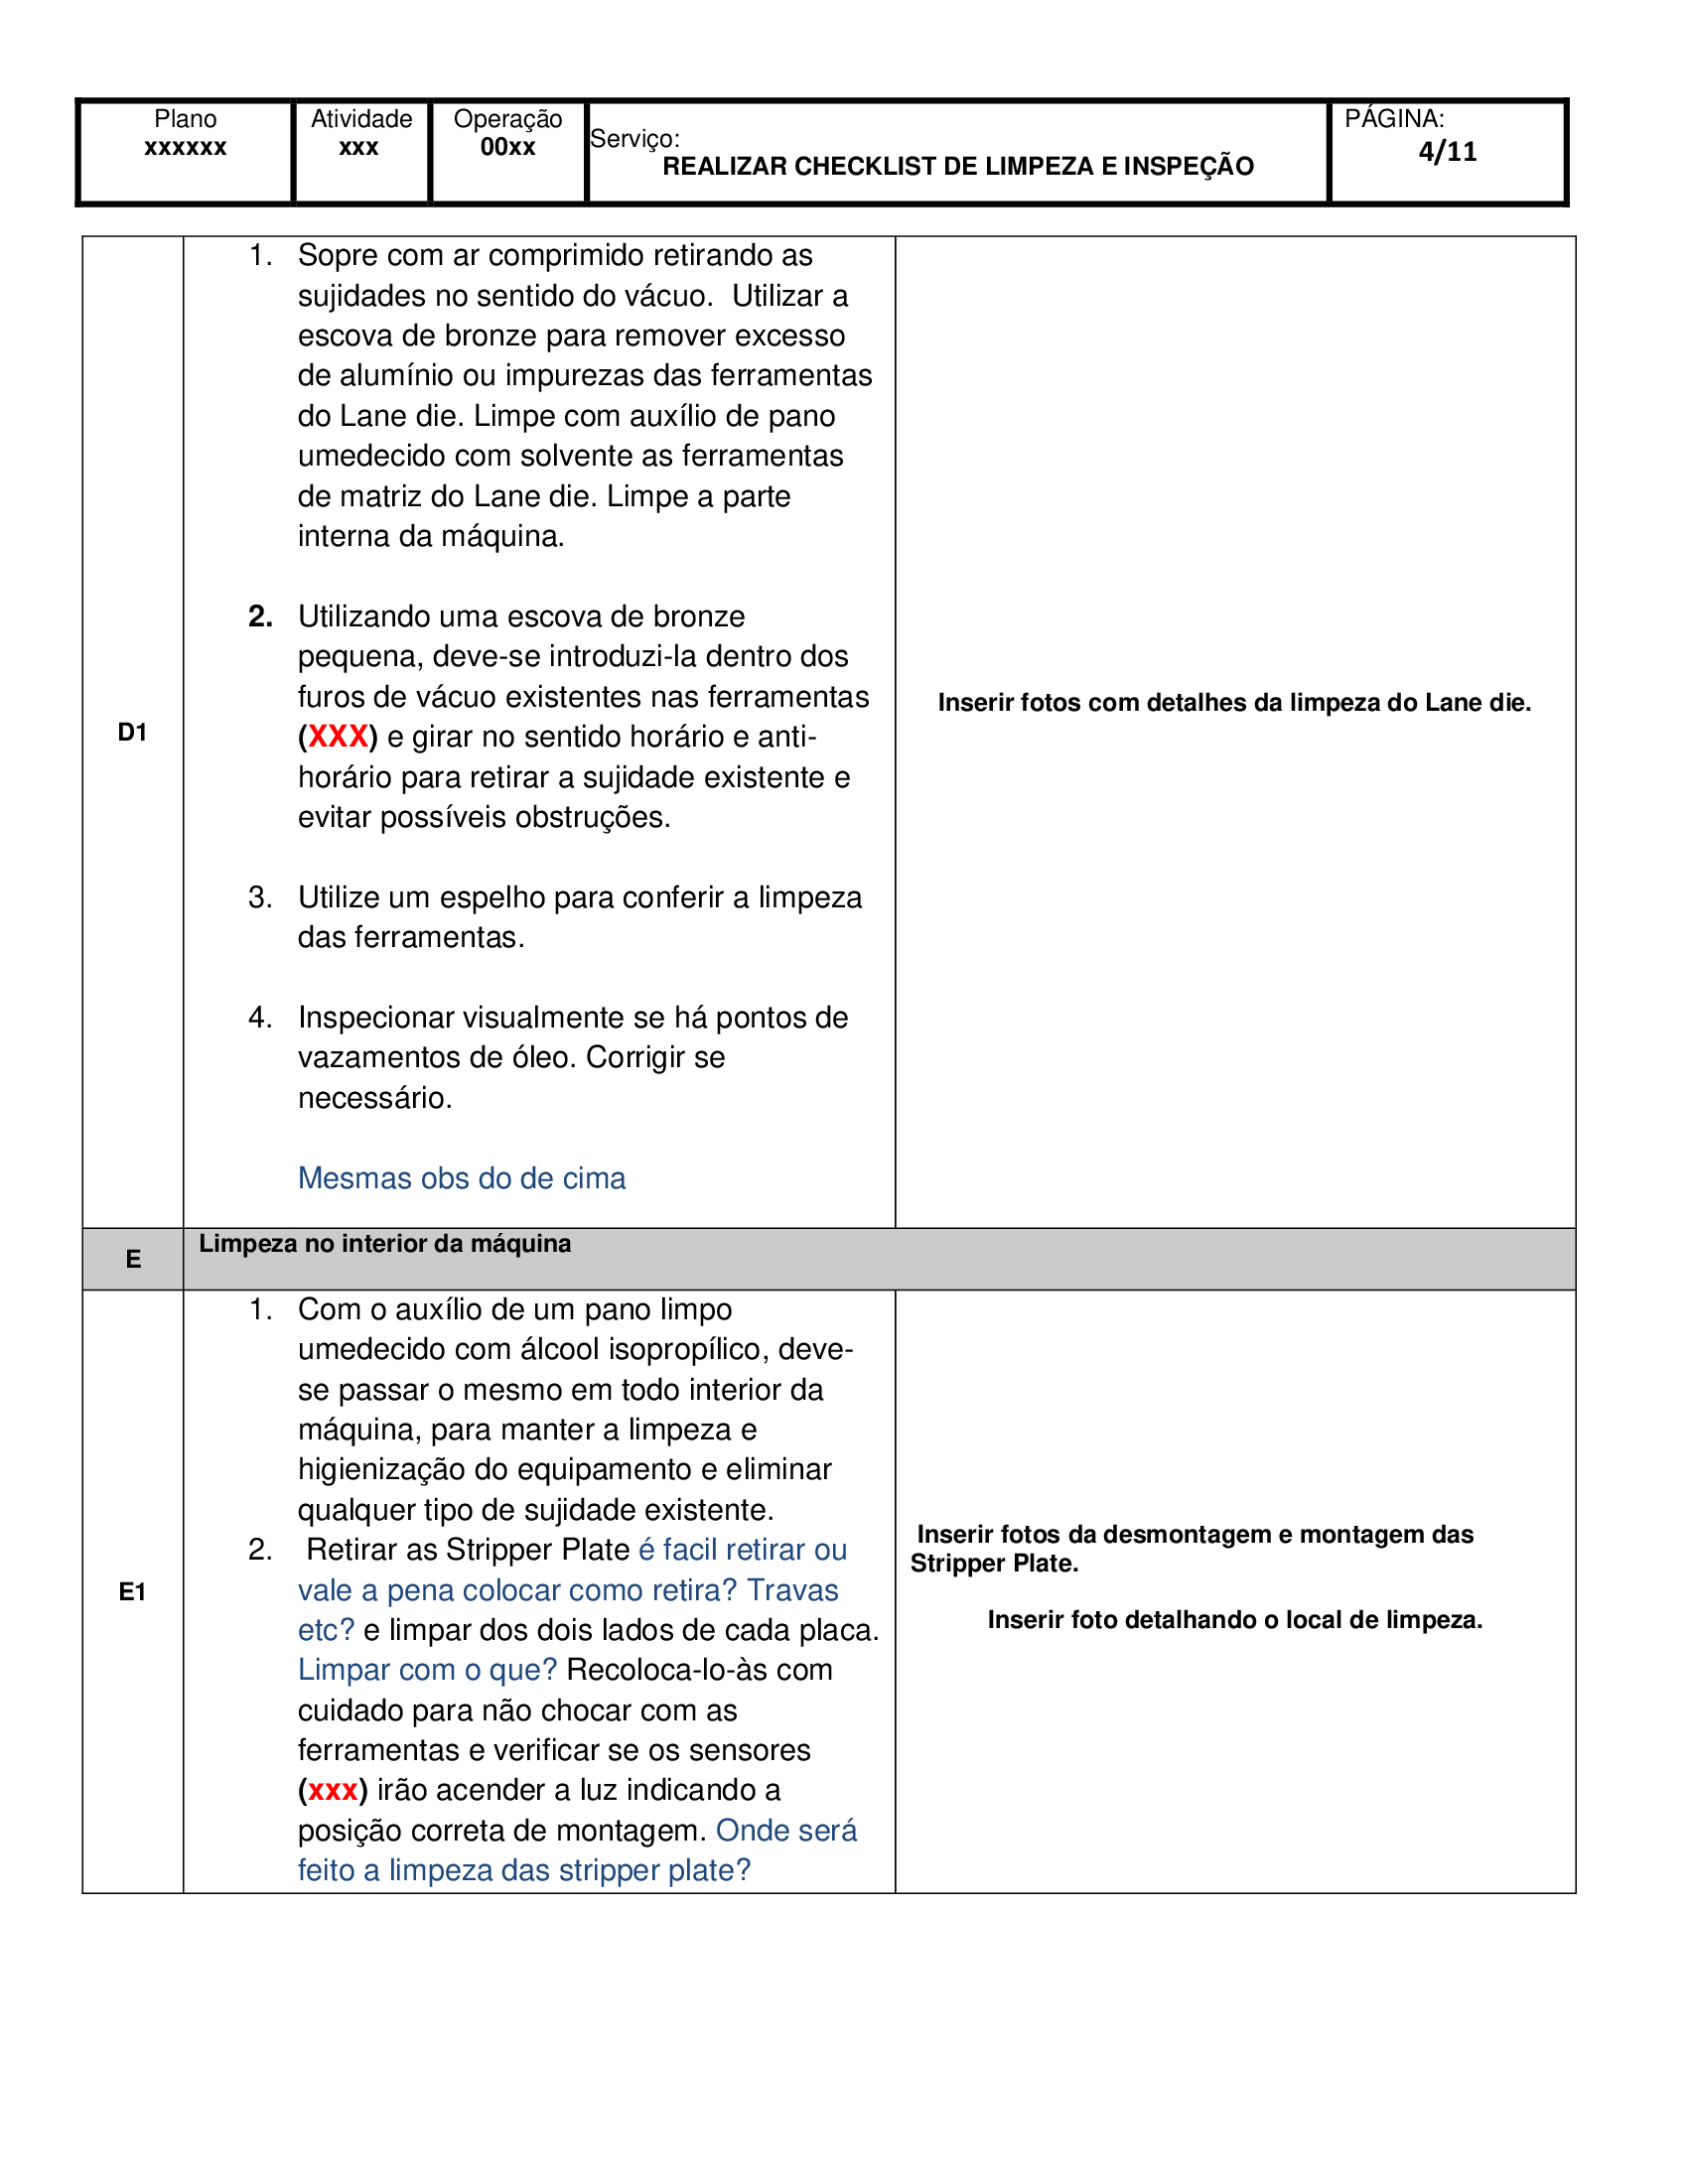 Plano
xxxxxx
Atividade
xxx
Operação
00xx
Serviço:
REALIZAR CHECKLIST DE LIMPEZA E INSPEÇÃO
PÁGINA:
4/11
D1
1. Sopre com ar comprimido retirando as
sujidades no sentido do vácuo.  Utilizar a
escova de bronze para remover excesso
de alumínio ou impurezas das ferramentas
do Lane die. Limpe com auxílio de pano
umedecido com solvente as ferramentas
de matriz do Lane die. Limpe a parte
interna da máquina.
2. Utilizando uma escova de bronze
pequena, deve-se introduzi-la dentro dos
furos de vácuo existentes nas ferramentas
(XXX) e girar no sentido horário e anti-
horário para retirar a sujidade existente e
evitar possíveis obstruções.
3. Utilize um espelho para conferir a limpeza
das ferramentas.
4. Inspecionar visualmente se há pontos de
vazamentos de óleo. Corrigir se
necessário.
Mesmas obs do de cima
Inserir fotos com detalhes da limpeza do Lane die.
E
Limpeza no interior da máquina
E1
1. Com o auxílio de um pano limpo
umedecido com álcool isopropílico, deve-
se passar o mesmo em todo interior da
máquina, para manter a limpeza e
higienização do equipamento e eliminar
qualquer tipo de sujidade existente.
2. Retirar as Stripper Plate é facil retirar ou
vale a pena colocar como retira? Travas
etc? e limpar dos dois lados de cada placa.
Limpar com o que? Recoloca-lo-às com
cuidado para não chocar com as
ferramentas e verificar se os sensores
(xxx) irão acender a luz indicando a
posição correta de montagem. Onde será
feito a limpeza das stripper plate?
Inserir fotos da desmontagem e montagem das
Stripper Plate.
Inserir foto detalhando o local de limpeza.